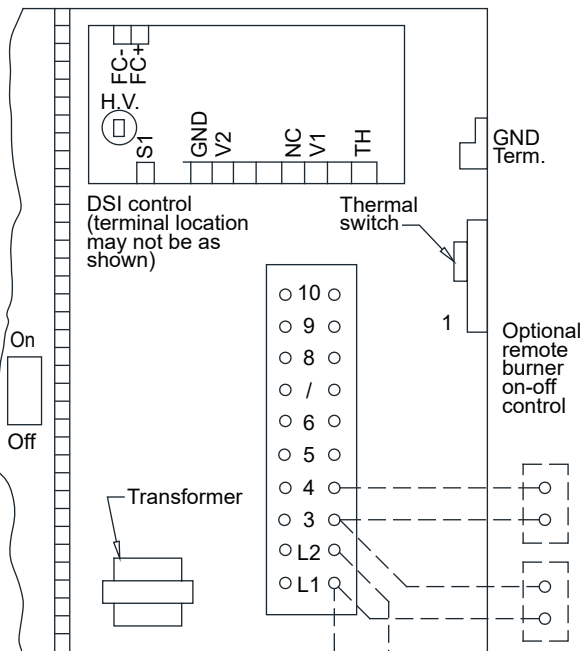 FC-
FC+
H.V.
S1
GND
V2
NC
V1
TH
GND
Term.
DSI control
(terminal location
may not be as
shown)
Thermal
switch
1
10
9
8
/
6
5
4
3
L2
L1
On
Off
Optional
remote
burner
on-off
control
Transformer